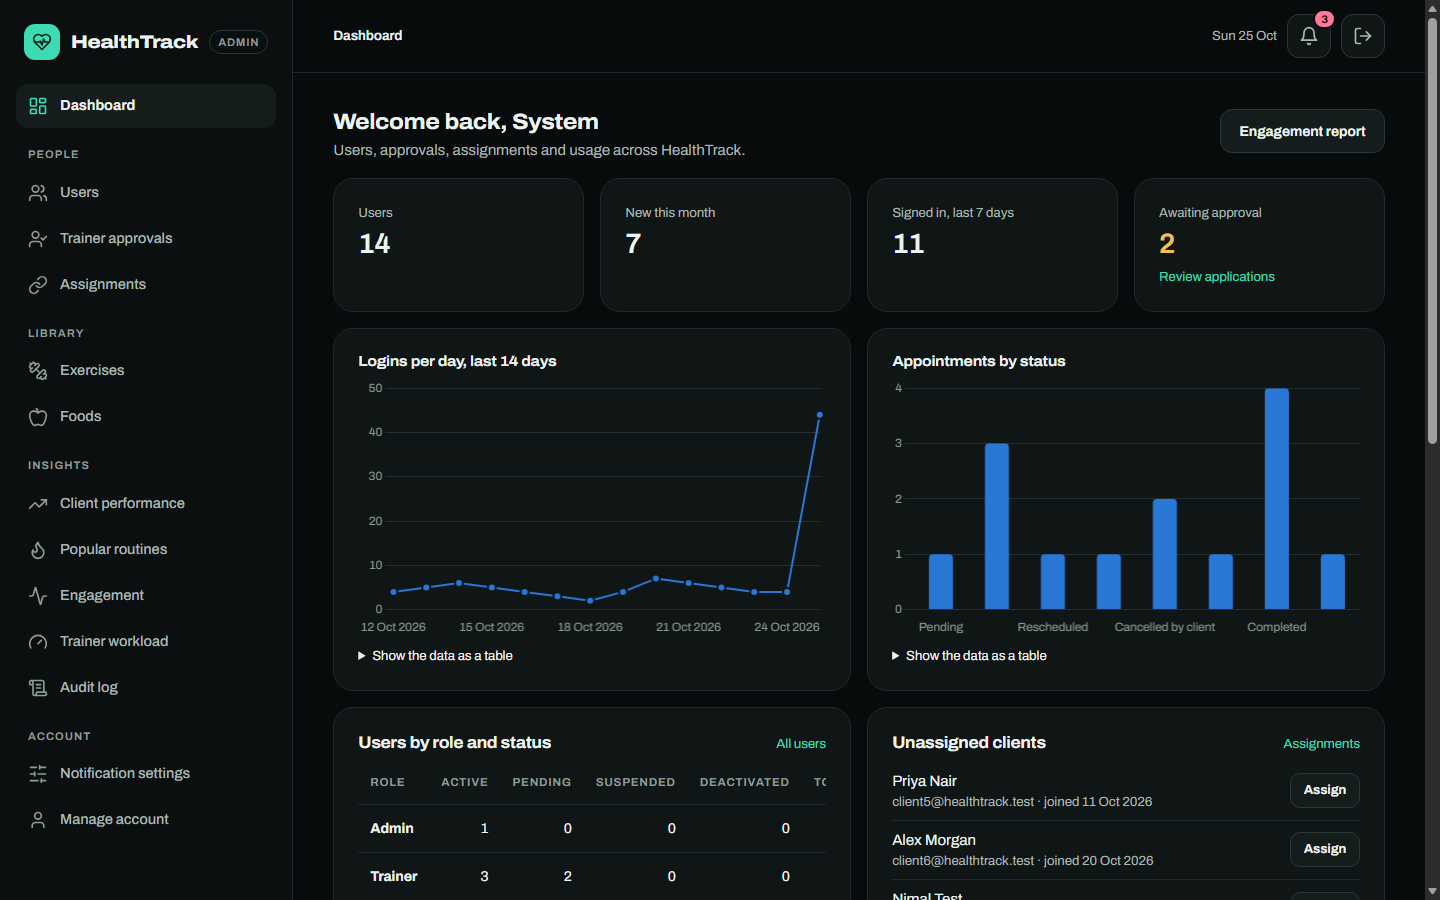 HealthTrack ADMIN
Dashboard
PEOPLE
Users
Trainer approvals
Assignments
LIBRARY
Exercises
Foods
INSIGHTS
Client performance
Popular routines
Engagement
Trainer workload
Audit log
ACCOUNT
Notification settings
Manage account
Dashboard
Sun 25 Oct
3
Welcome back, System
Users, approvals, assignments and usage across HealthTrack.
Engagement report
Users
14
New this month
7
Signed in, last 7 days
11
Awaiting approval
2
Review applications
Logins per day, last 14 days
50
40
30
20
10
0
12 Oct 2026 15 Oct 2026 18 Oct 2026 21 Oct 2026 24 Oct 2026
Show the data as a table
Appointments by status
4
3
2
1
0
Pending Rescheduled Cancelled by client Completed
Show the data as a table
Users by role and status All users
ROLE ACTIVE PENDING SUSPENDED DEACTIVATED
Admin 1 0 0 0
Trainer 3 2 0 0
Unassigned clients Assignments
Priya Nair
client5@healthtrack.test · joined 11 Oct 2026
Assign
Alex Morgan
client6@healthtrack.test · joined 20 Oct 2026
Assign
Nimal Test